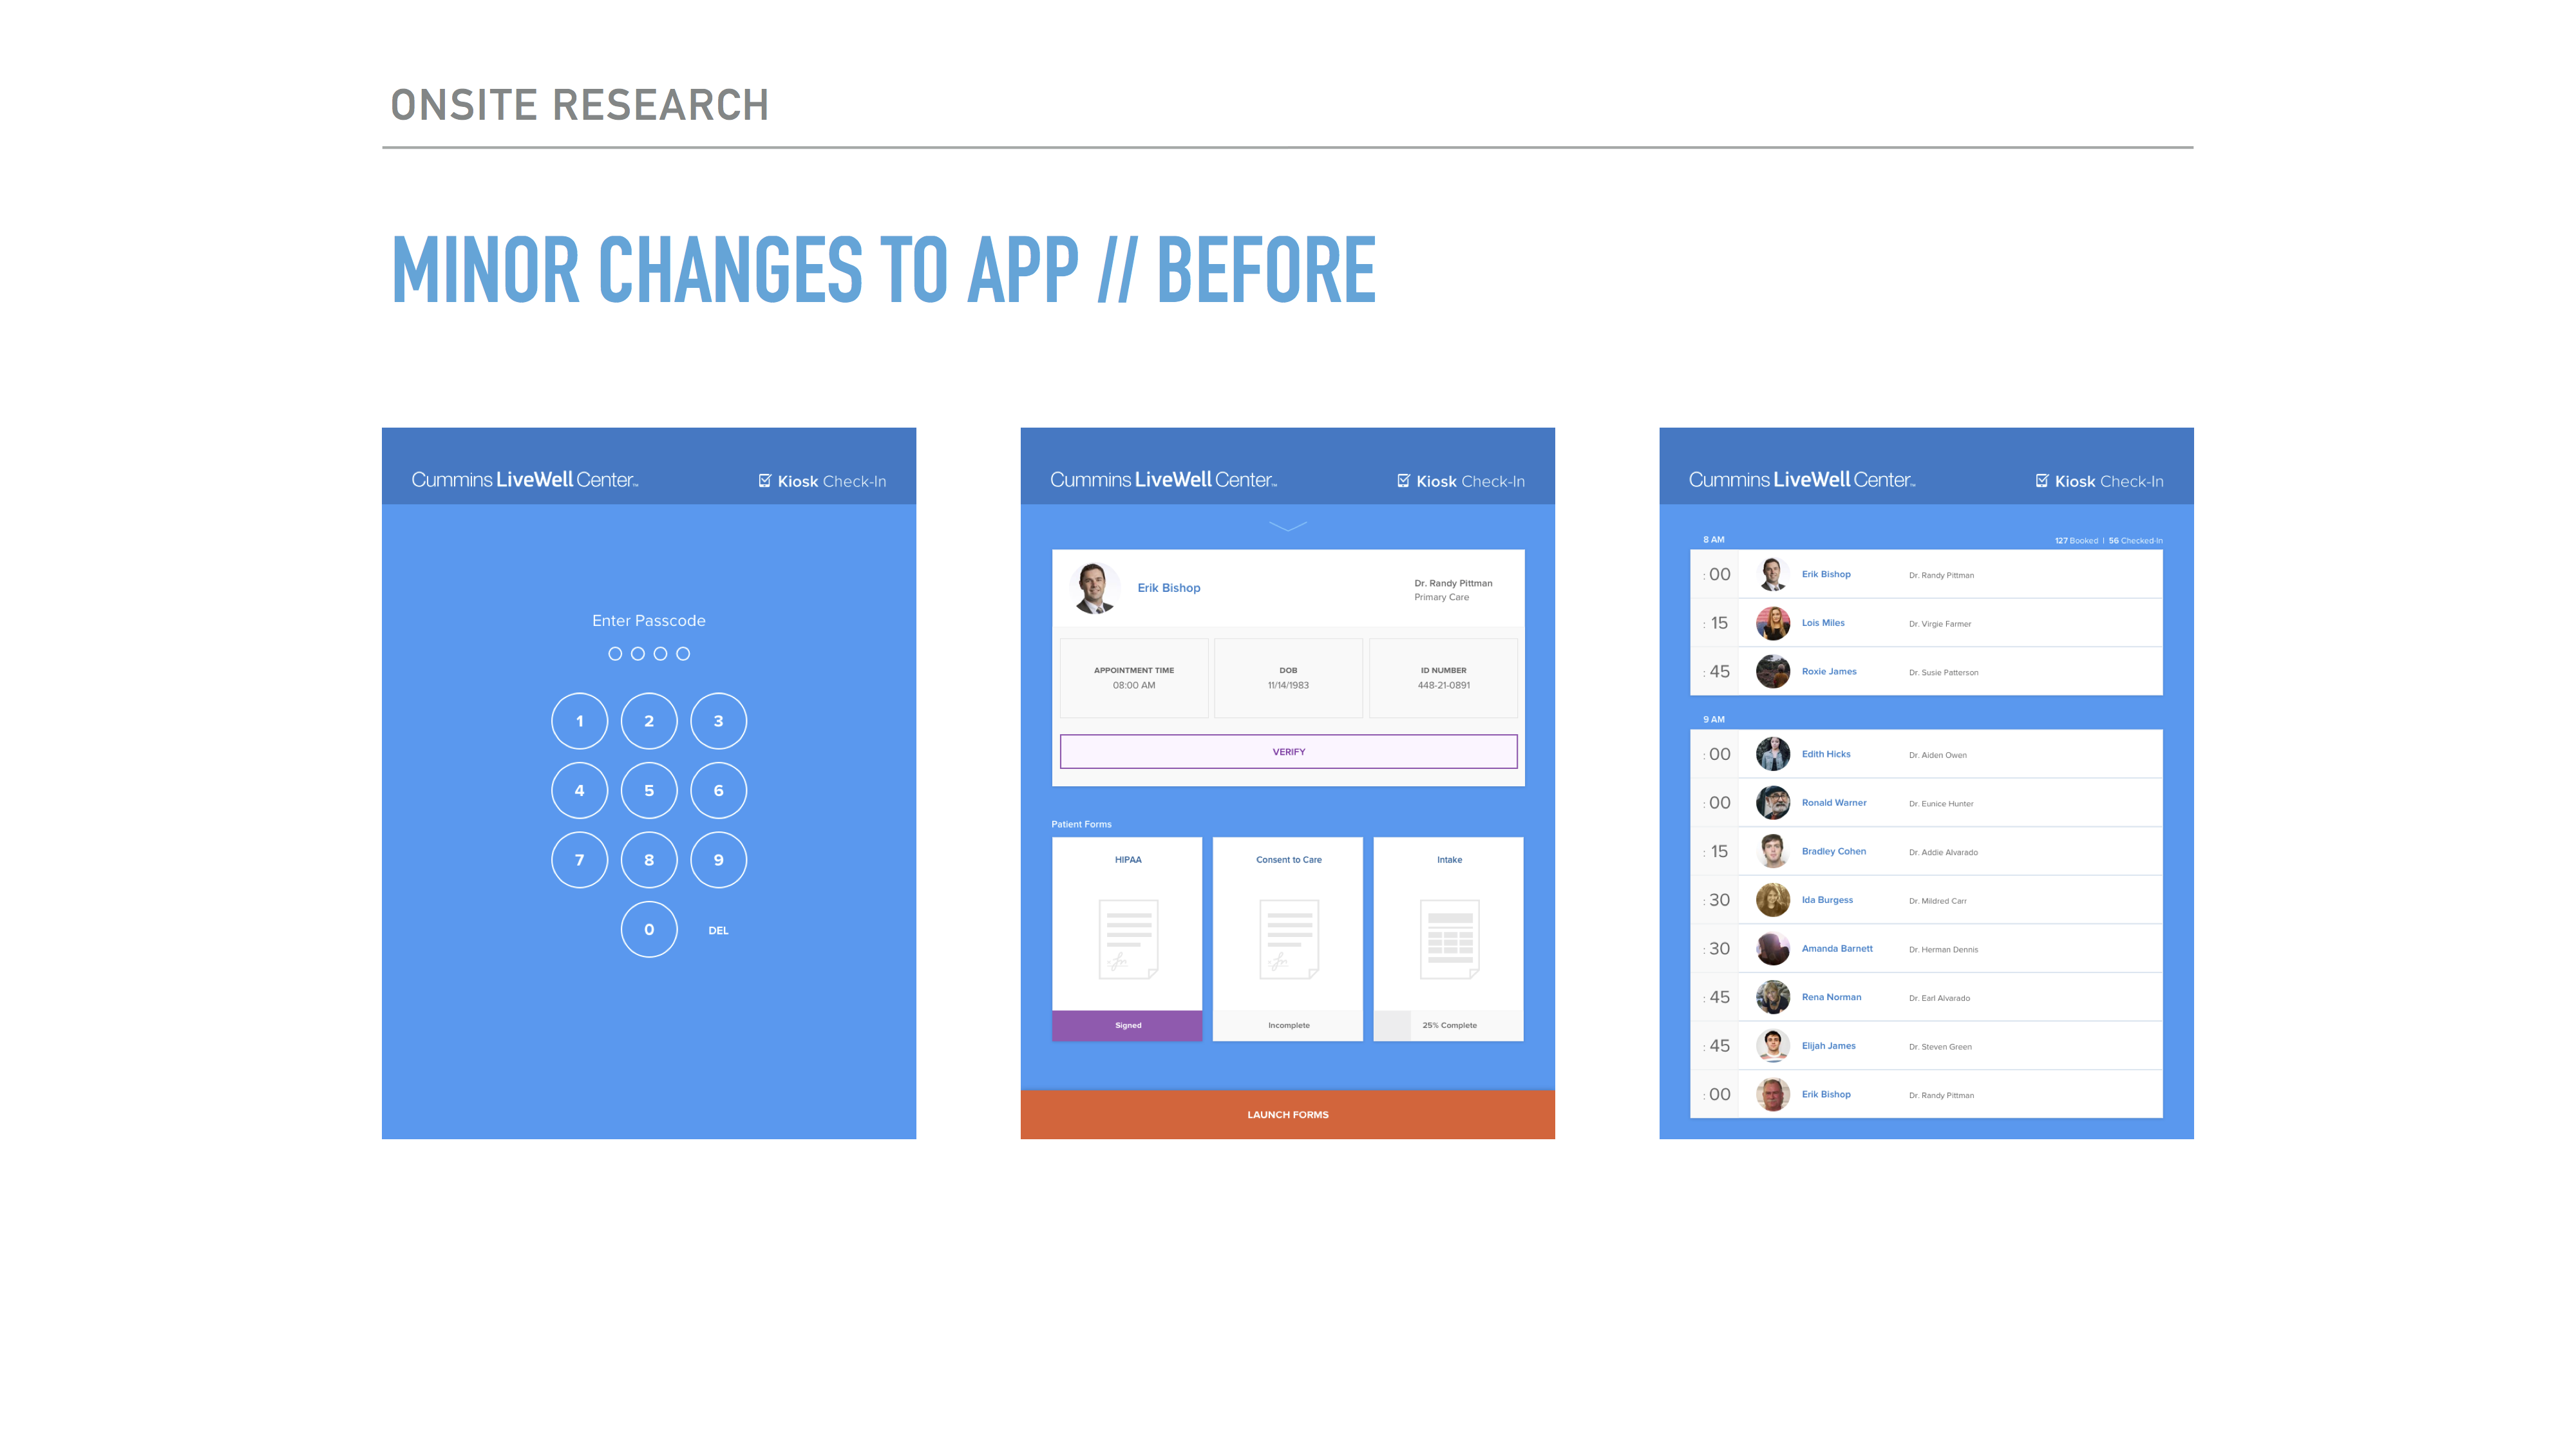 ONSITE RESEARCH
MINOR CHANGES TO APP // BEFORE
Cummins LiveWell Center™
Kiosk Check-In
Enter Passcode
1 2 3
4 5 6
7 8 9
0 DEL
Cummins LiveWell Center™
Kiosk Check-In
Erik Bishop
Dr. Randy Pittman
Primary Care
APPOINTMENT TIME
08:00 AM
DOB
11/14/1983
ID NUMBER
448-21-0891
VERIFY
Patient Forms
HIPAA
Signed
Consent to Care
Incomplete
Intake
25% Complete
LAUNCH FORMS
Cummins LiveWell Center™
Kiosk Check-In
8 AM
127 Booked | 56 Checked-In
: 00 Erik Bishop Dr. Randy Pittman
: 15 Lois Miles Dr. Virgie Farmer
: 45 Roxie James Dr. Susie Patterson
9 AM
: 00 Edith Hicks Dr. Aiden Owen
: 00 Ronald Warner Dr. Eunice Hunter
: 15 Bradley Cohen Dr. Addie Alvarado
: 30 Ida Burgess Dr. Mildred Carr
: 30 Amanda Barnett Dr. Herman Dennis
: 45 Rena Norman Dr. Earl Alvarado
: 45 Elijah James Dr. Steven Green
: 00 Erik Bishop Dr. Randy Pittman